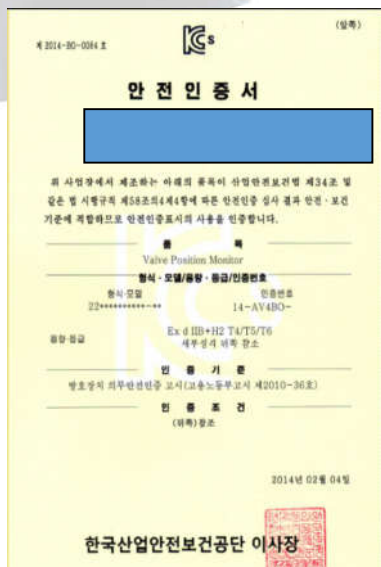 (앞쪽)
제 2014-BO-0064 호
KCs
안 전 인 증 서
위 사업장에서 제조하는 아래의 품목이 산업안전보건법 제34조 및
같은 법 시행규칙 제58조의4제4항에 따른 안전인증 심사 결과 안전·보건
기준에 적합하므로 안전인증표시의 사용을 인증합니다.
품 목
Valve Position Monitor
형식·모델/용량·등급/인증번호
형식·모델 인증번호
22**********-** 14-AV4BO-
용량·등급 Ex d IIB+H2 T4/T5/T6
세부정리 뒤쪽 참조
인 증 기 준
방호장치 의무안전인증 고시(고용노동부고시 제2010-36호)
인 증 조 건
(뒤쪽)참조
2014년 02월 04일
한국산업안전보건공단 이사장